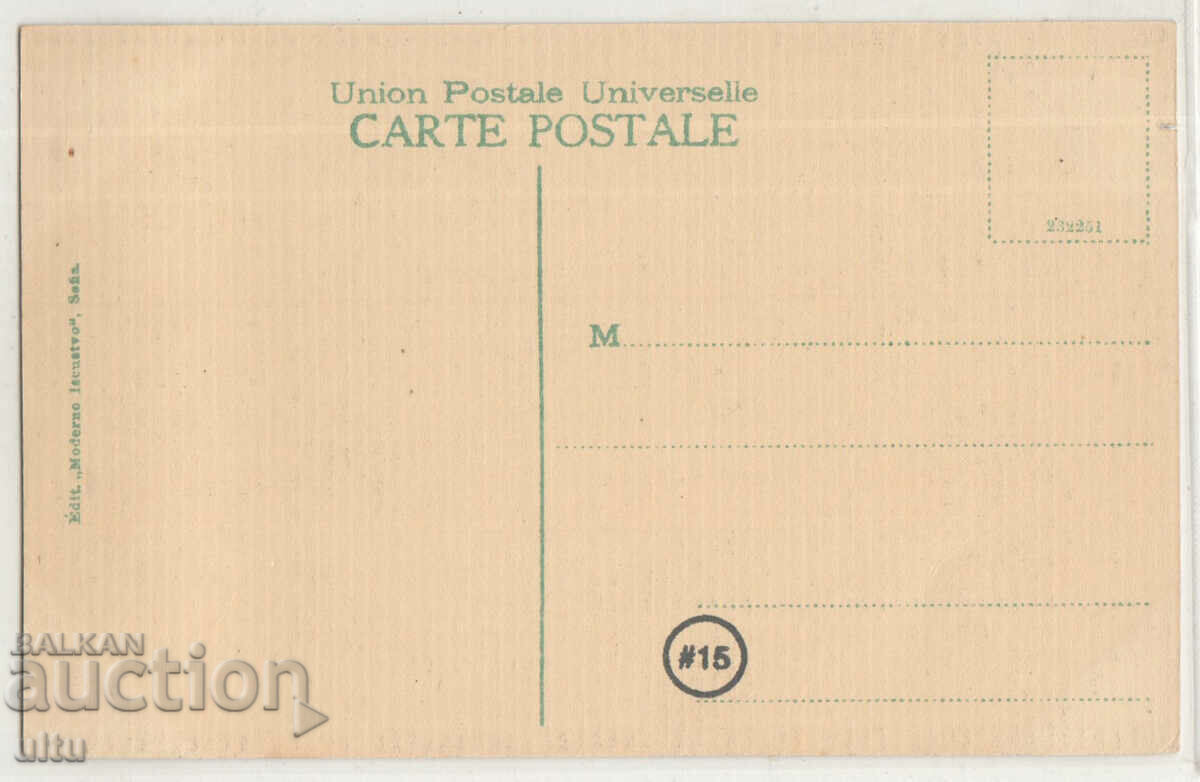 Union Postale Universelle
CARTE POSTALE
232251
Édit. „Moderno Iscustvo", Sofia.
M
#15
BALKAN
auction
ultu